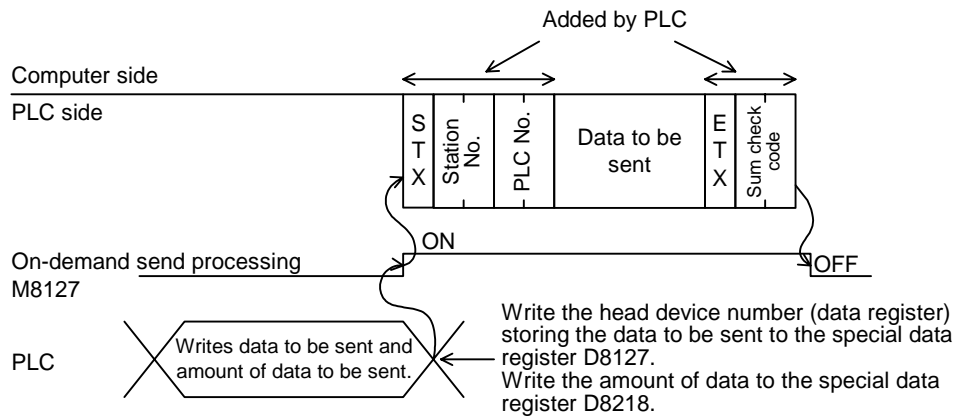 Added by PLC
Computer side
PLC side
S
T
X
Station
No.
PLC No.
Data to be
sent
E
T
X
Sum check
code
ON
On-demand send processing
M8127
OFF
PLC
Writes data to be sent and
amount of data to be sent.
Write the head device number (data register)
storing the data to be sent to the special data
register D8127.
Write the amount of data to the special data
register D8218.